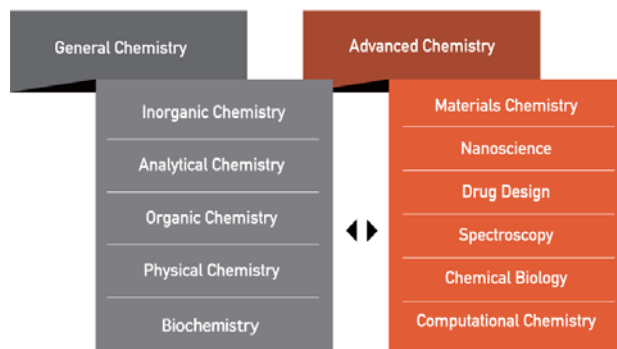 General Chemistry
Inorganic Chemistry
Analytical Chemistry
Organic Chemistry
Physical Chemistry
Biochemistry
Advanced Chemistry
Materials Chemistry
Nanoscience
Drug Design
Spectroscopy
Chemical Biology
Computational Chemistry